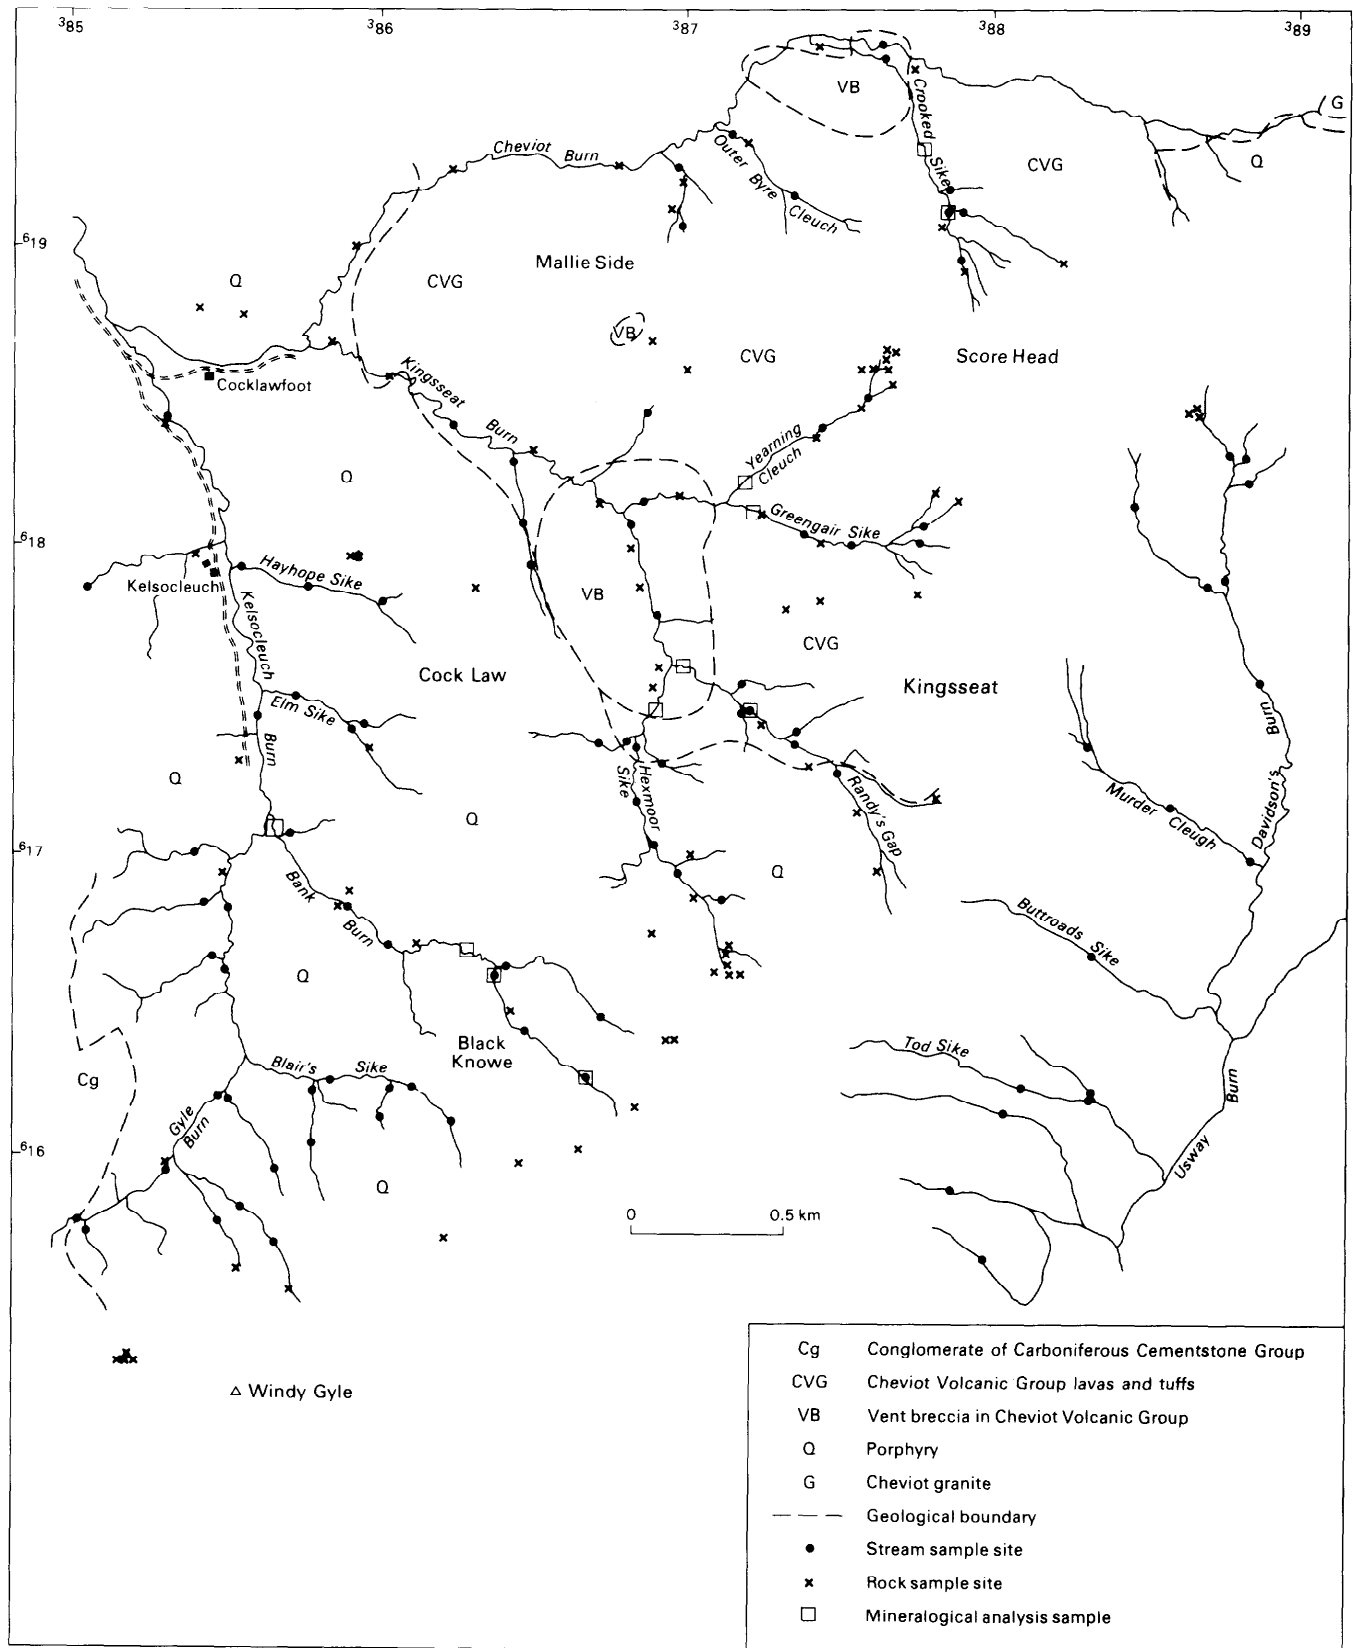 385 386 387 388 389
G
VB
Crooked Sike
Cheviot Burn
Outer Byre Cleuch
CVG
Q
619
Mallie Side
Q
CVG
VB
CVG
Score Head
Kingsseat Burn
Cocklawfoot
Yearning Cleuch
Q
Greengair Sike
618
Hayhope Sike
Kelsocleuch
VB
Kelsocleuch Burn
CVG
Cock Law
Kingsseat
Elm Sike
Q
Hexmoor Sike
Randy's Gap
Murder Cleugh
Davidson's Burn
Q
617
Q
Bank Burn
Buttroads Sike
Q
Black
Knowe
Tod Sike
Cg
Blair's Sike
Gyle Burn
Usway Burn
616
Q
0 0.5 km
Windy Gyle
Cg Conglomerate of Carboniferous Cementstone Group
CVG Cheviot Volcanic Group lavas and tuffs
VB Vent breccia in Cheviot Volcanic Group
Q Porphyry
G Cheviot granite
Geological boundary
Stream sample site
Rock sample site
Mineralogical analysis sample